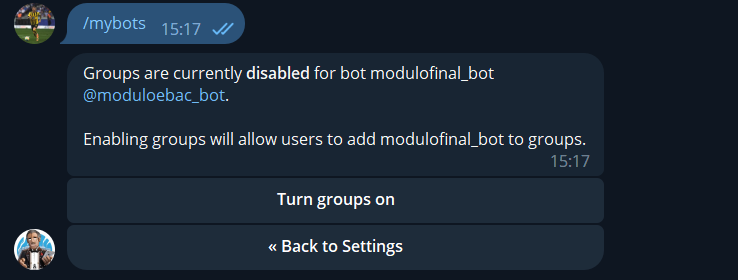 /mybots
15:17
Groups are currently disabled for bot modulofinal_bot
@moduloebac_bot.
Enabling groups will allow users to add modulofinal_bot to groups.
15:17
Turn groups on
« Back to Settings